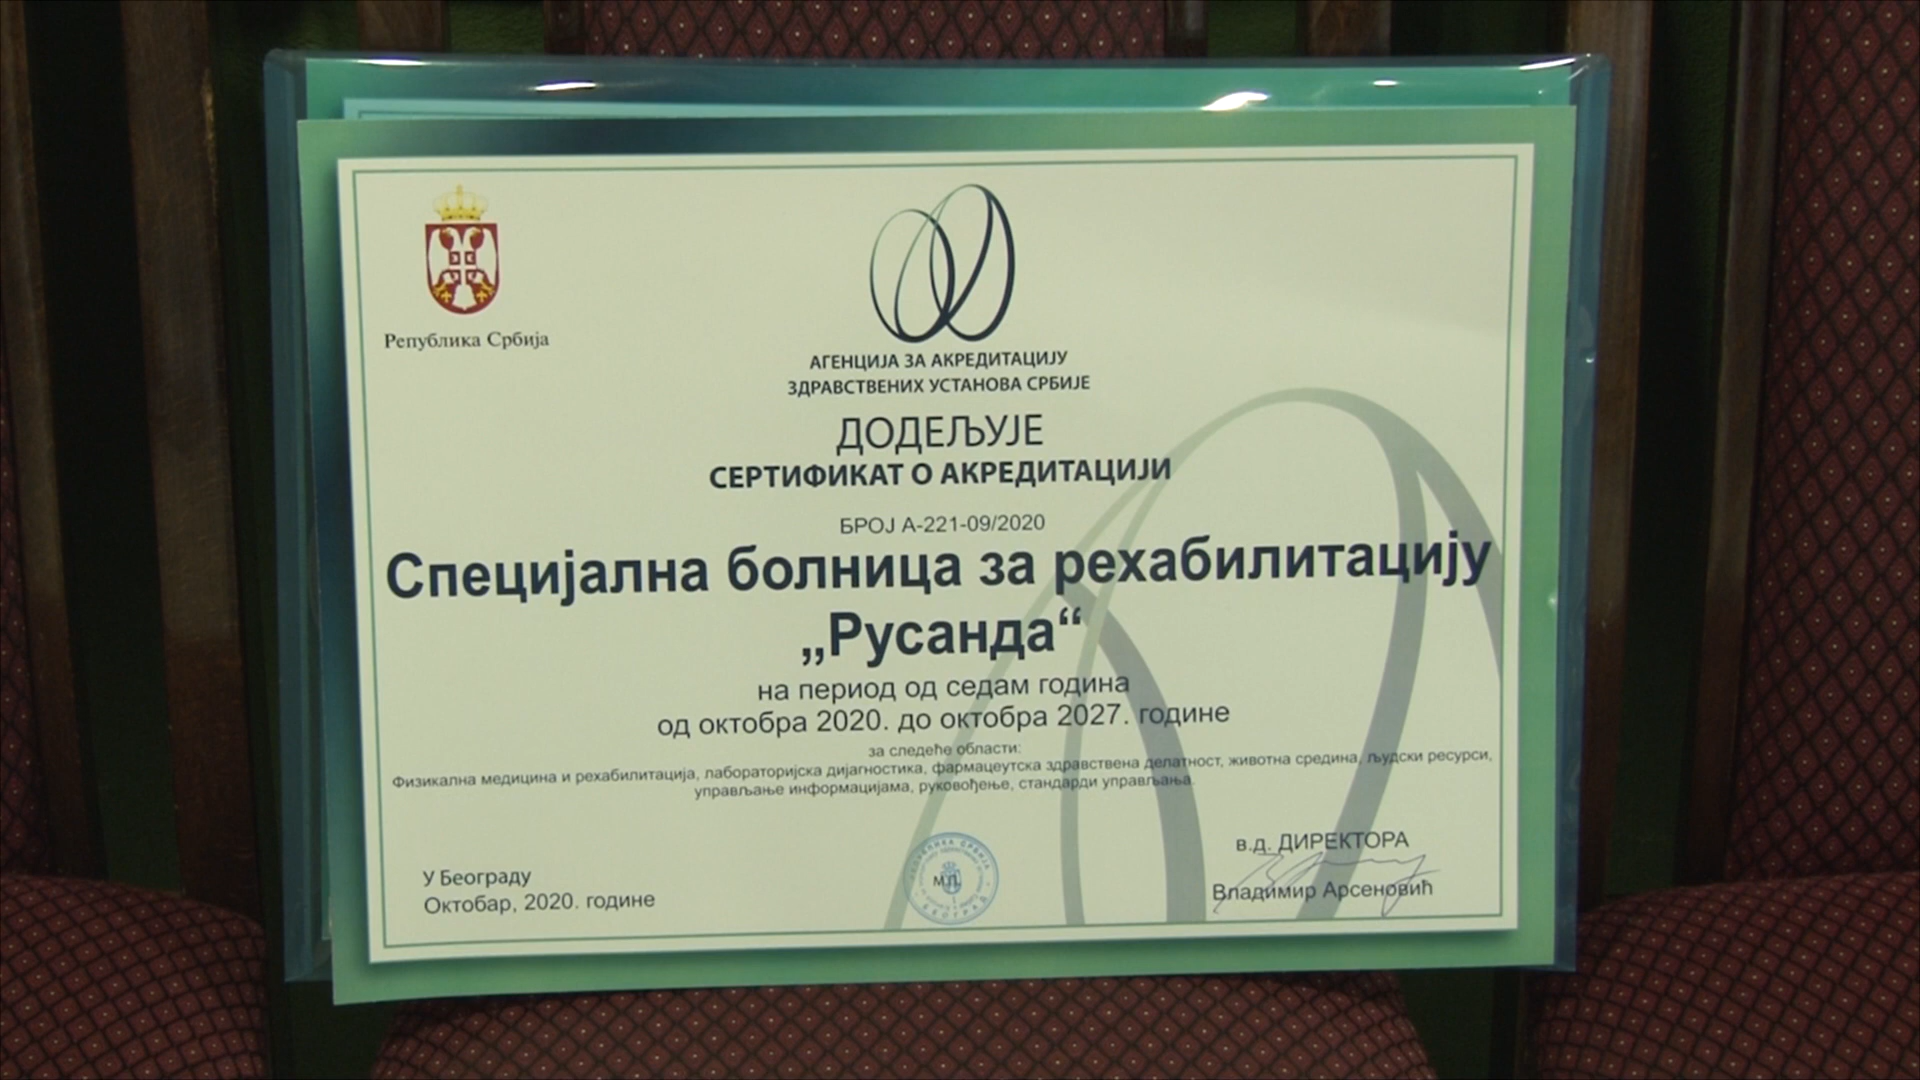 Република Србија
АГЕНЦИЈА ЗА АКРЕДИТАЦИЈУ
ЗДРАВСТВЕНИХ УСТАНОВА СРБИЈЕ
ДОДЕЉУЈЕ
СЕРТИФИКАТ О АКРЕДИТАЦИЈИ
БРОЈ А-221-09/2020
Специјална болница за рехабилитацију
„Русанда“
на период од седам година
од октобра 2020. до октобра 2027. године
за следеће области:
Физикална медицина и рехабилитација, лабораторијска дијагностика, фармацеутска здравствена делатност, животна средина, људски ресурси,
управљање информацијама, руковођење, стандарди управљања.
У Београду
Октобар, 2020. године
М.П.
в.д. ДИРЕКТОРА
Владимир Арсеновић